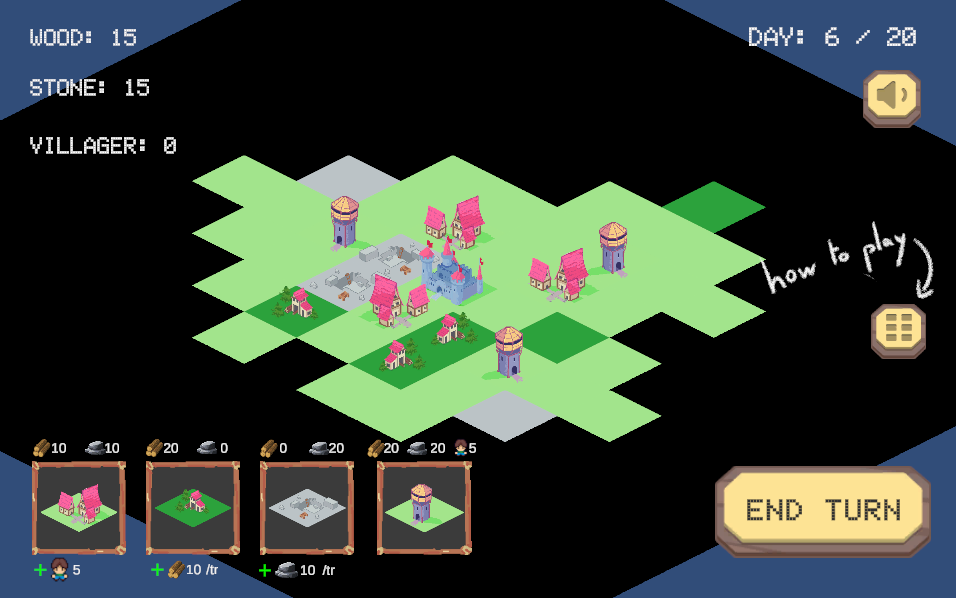 WOOD: 15
DAY: 6 / 20
STONE: 15
VILLAGER: 0
how to play
10 10 20 0 0 20 20 20 5
END TURN
+ 5 + 10 /tr + 10 /tr